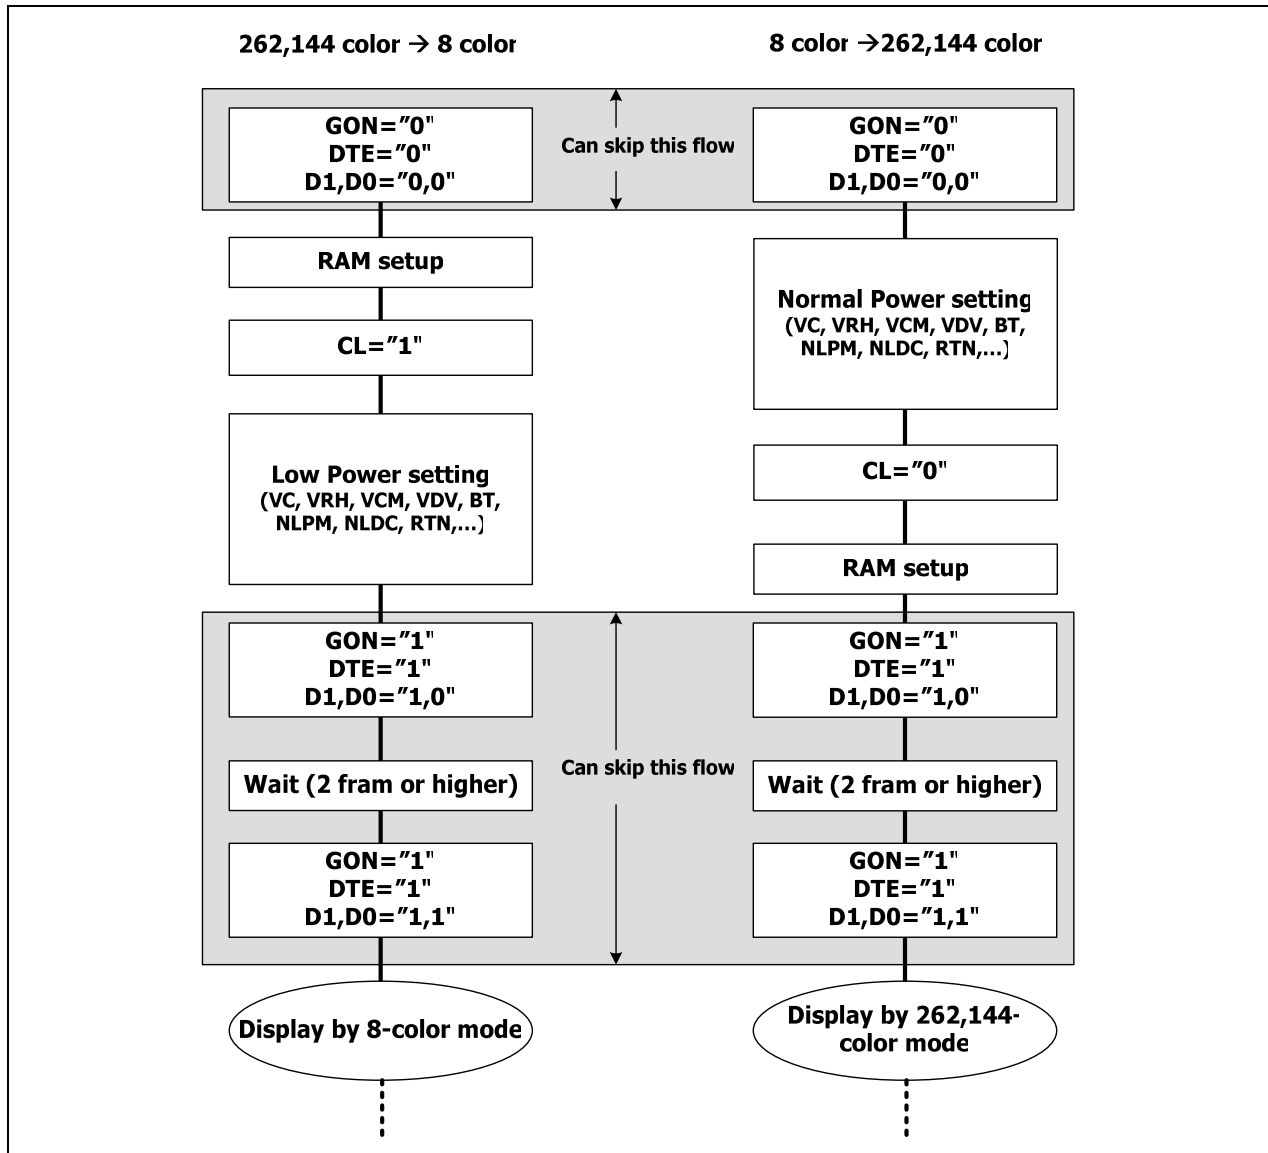 262,144 color → 8 color
GON="0"
DTE="0"
D1,D0="0,0"
RAM setup
CL="1"
Low Power setting
(VC, VRH, VCM, VDV, BT,
NLPM, NLDC, RTN,...)
GON="1"
DTE="1"
D1,D0="1,0"
Wait (2 fram or higher)
GON="1"
DTE="1"
D1,D0="1,1"
Display by 8-color mode
Can skip this flow
Can skip this flow
8 color →262,144 color
GON="0"
DTE="0"
D1,D0="0,0"
Normal Power setting
(VC, VRH, VCM, VDV, BT,
NLPM, NLDC, RTN,...)
CL="0"
RAM setup
GON="1"
DTE="1"
D1,D0="1,0"
Wait (2 fram or higher)
GON="1"
DTE="1"
D1,D0="1,1"
Display by 262,144-
color mode